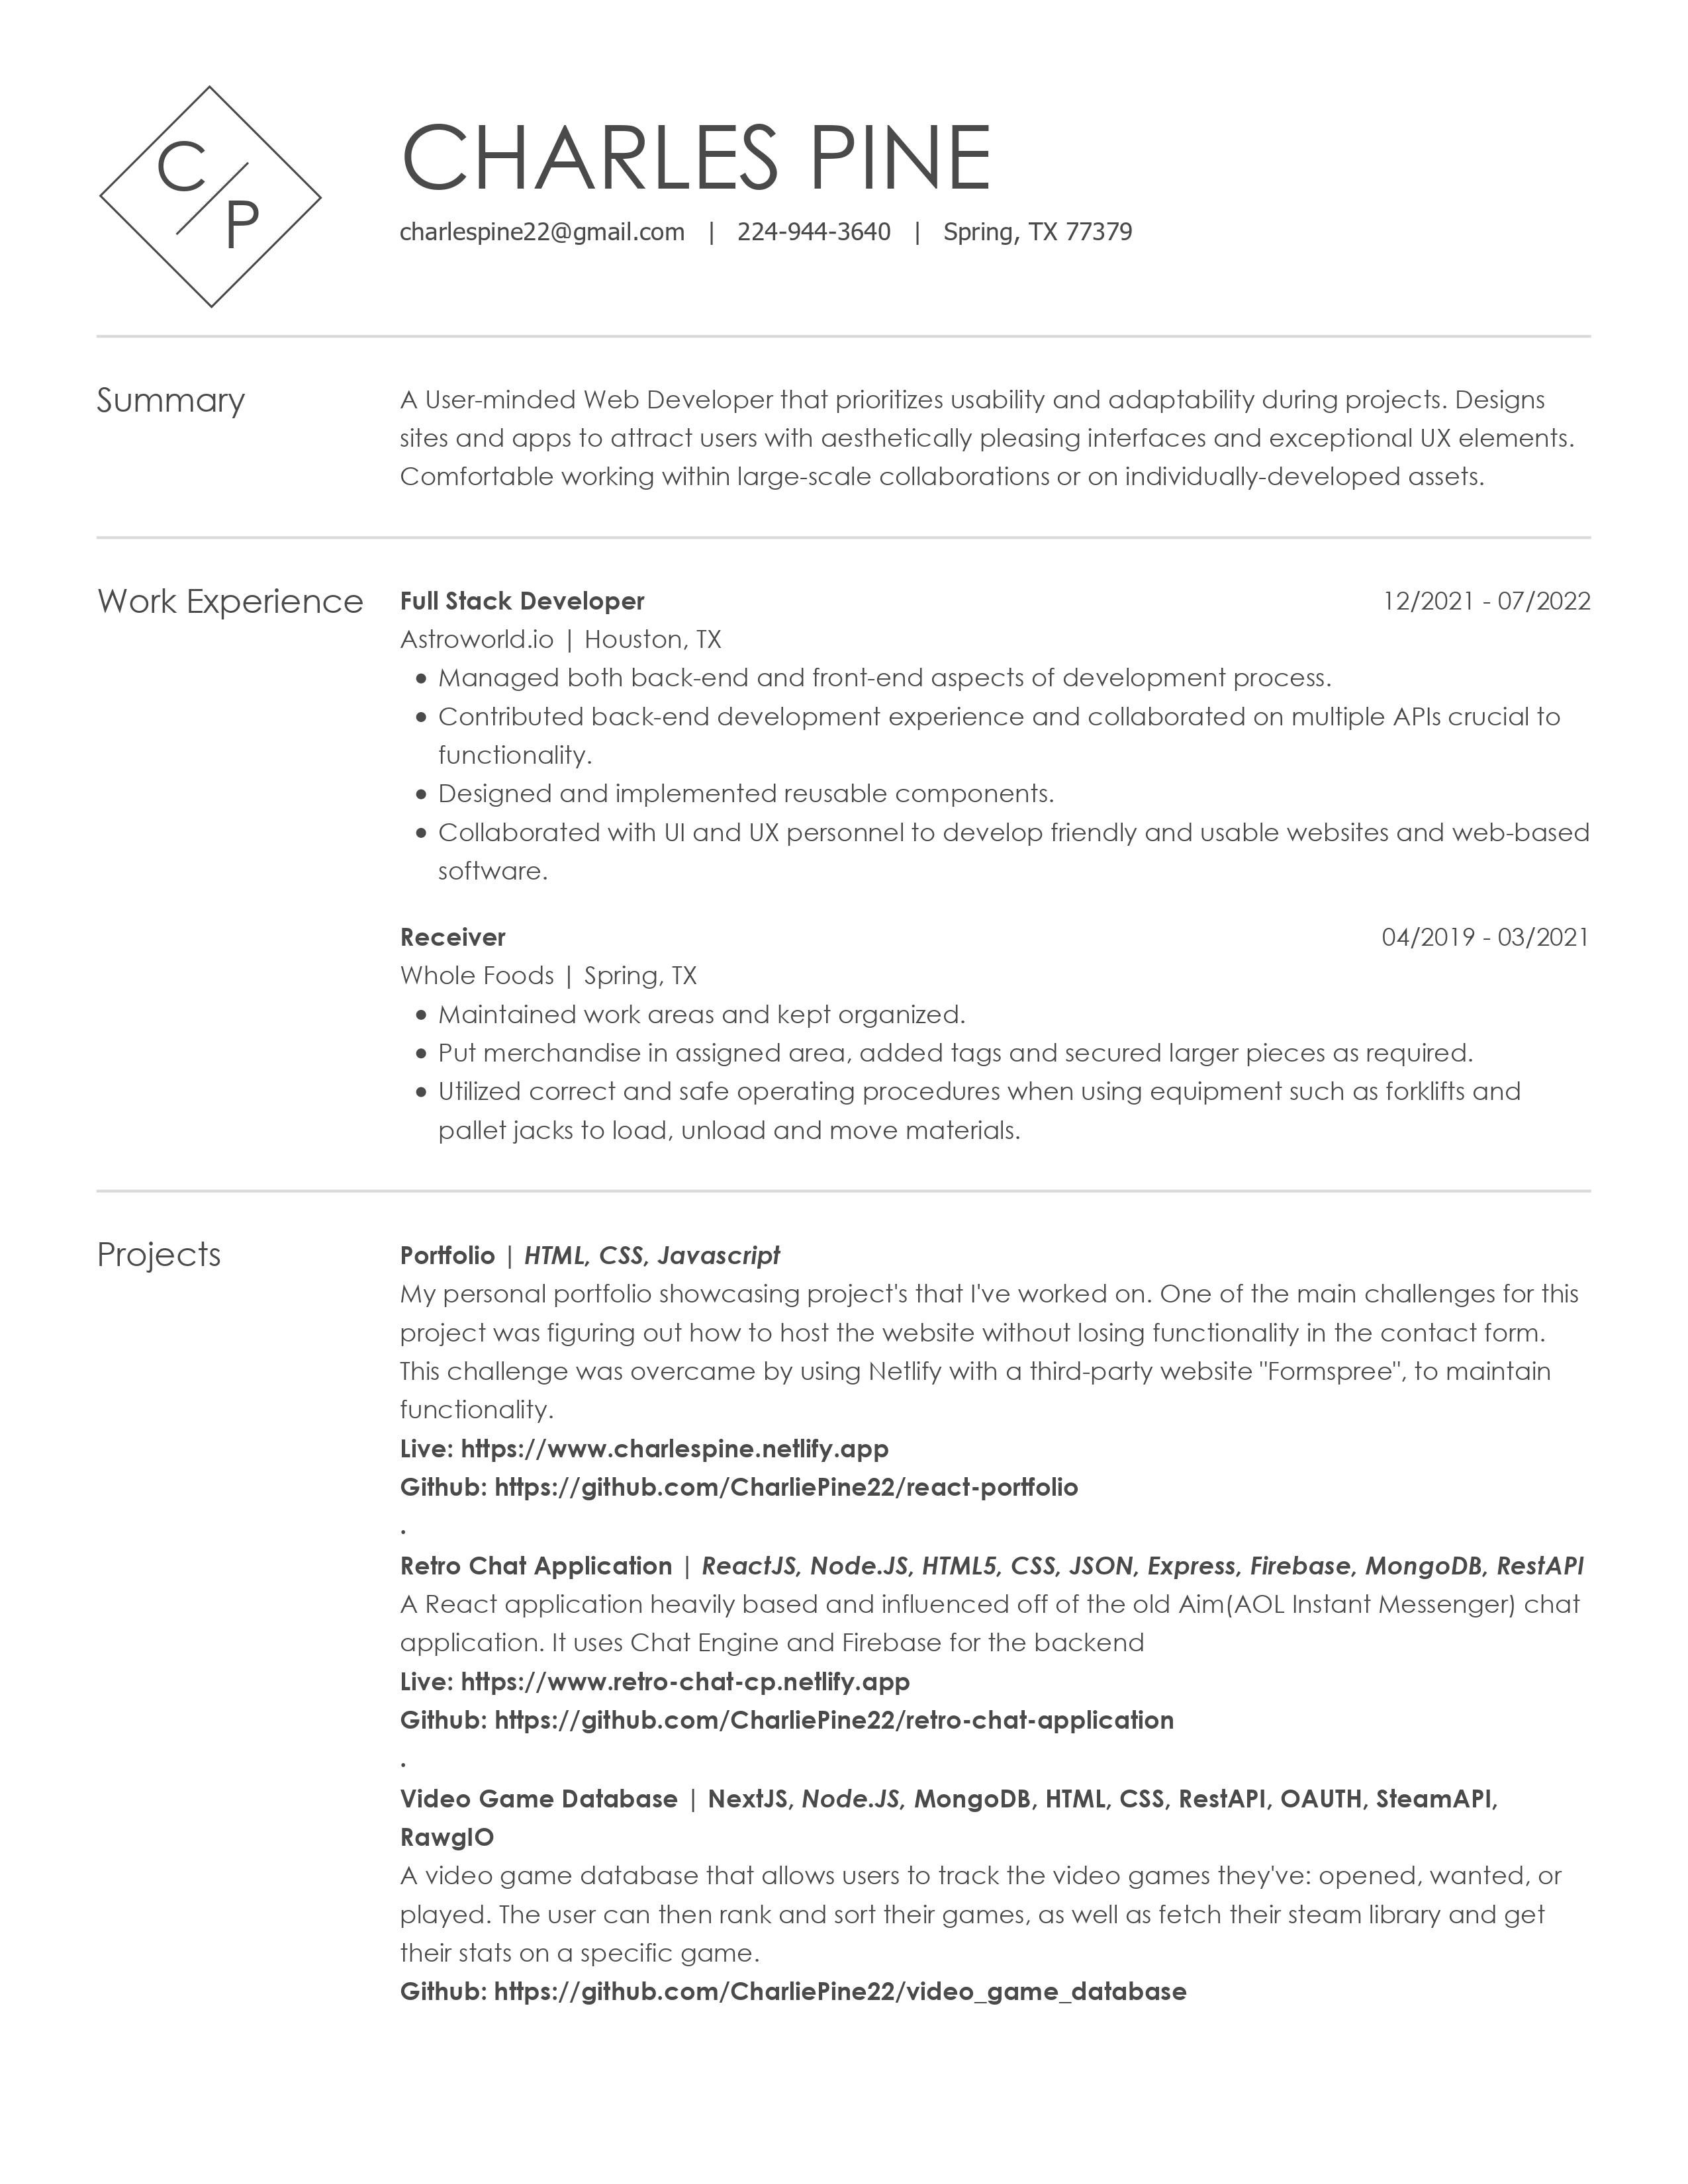 C
P
CHARLES PINE
charlespine22@gmail.com | 224-944-3640 | Spring, TX 77379
Summary
A User-minded Web Developer that prioritizes usability and adaptability during projects. Designs
sites and apps to attract users with aesthetically pleasing interfaces and exceptional UX elements.
Comfortable working within large-scale collaborations or on individually-developed assets.
Work Experience
Full Stack Developer 12/2021 - 07/2022
Astroworld.io | Houston, TX
• Managed both back-end and front-end aspects of development process.
• Contributed back-end development experience and collaborated on multiple APIs crucial to
functionality.
• Designed and implemented reusable components.
• Collaborated with UI and UX personnel to develop friendly and usable websites and web-based
software.
Receiver 04/2019 - 03/2021
Whole Foods | Spring, TX
• Maintained work areas and kept organized.
• Put merchandise in assigned area, added tags and secured larger pieces as required.
• Utilized correct and safe operating procedures when using equipment such as forklifts and
pallet jacks to load, unload and move materials.
Projects
Portfolio | HTML, CSS, Javascript
My personal portfolio showcasing project's that I've worked on. One of the main challenges for this
project was figuring out how to host the website without losing functionality in the contact form.
This challenge was overcame by using Netlify with a third-party website "Formspree", to maintain
functionality.
Live: https://www.charlespine.netlify.app
Github: https://github.com/CharliePine22/react-portfolio
.
Retro Chat Application | ReactJS, Node.JS, HTML5, CSS, JSON, Express, Firebase, MongoDB, RestAPI
A React application heavily based and influenced off of the old Aim(AOL Instant Messenger) chat
application. It uses Chat Engine and Firebase for the backend
Live: https://www.retro-chat-cp.netlify.app
Github: https://github.com/CharliePine22/retro-chat-application
.
Video Game Database | NextJS, Node.JS, MongoDB, HTML, CSS, RestAPI, OAUTH, SteamAPI,
RawgIO
A video game database that allows users to track the video games they've: opened, wanted, or
played. The user can then rank and sort their games, as well as fetch their steam library and get
their stats on a specific game.
Github: https://github.com/CharliePine22/video_game_database